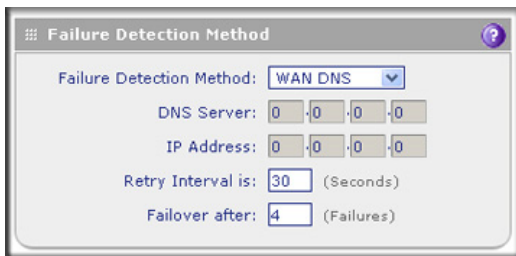 Failure Detection Method ?
Failure Detection Method: WAN DNS
DNS Server: 0 .0 .0 .0
IP Address: 0 .0 .0 .0
Retry Interval is: 30 (Seconds)
Failover after: 4 (Failures)